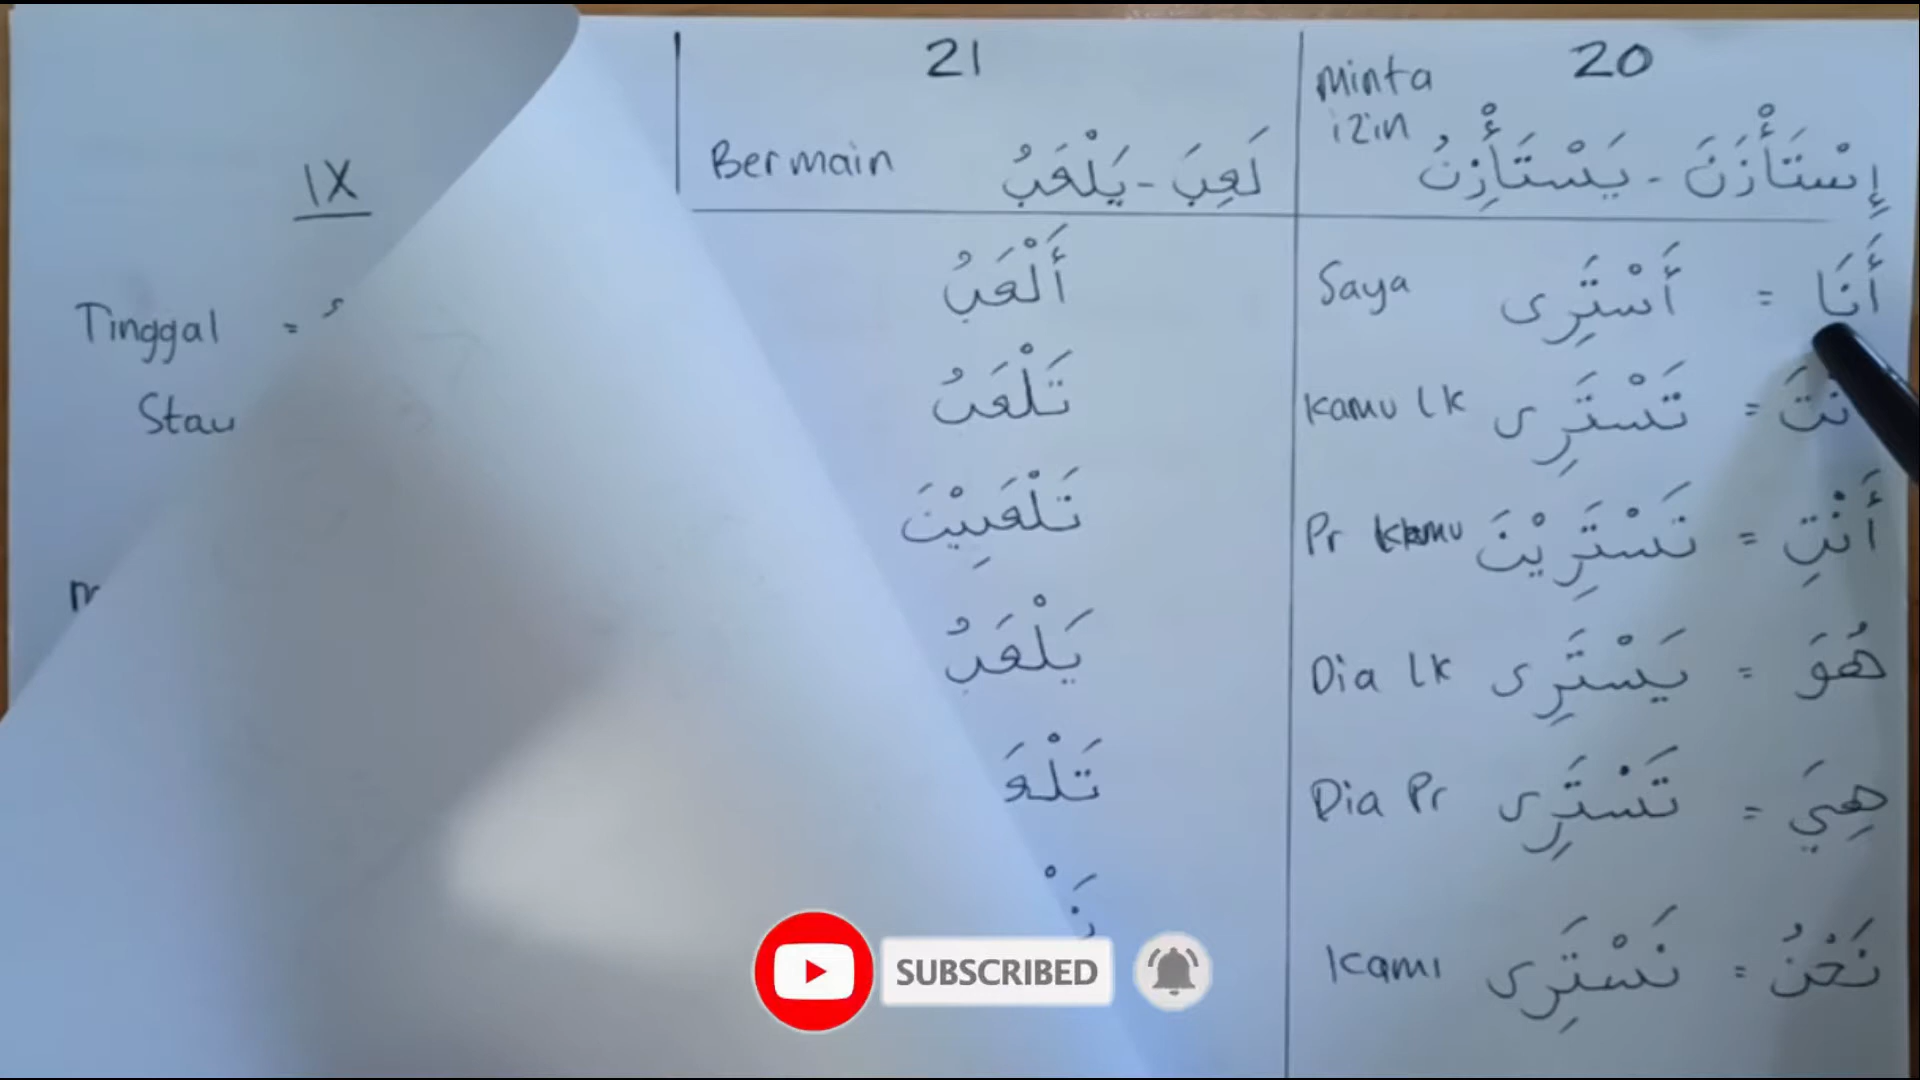 20
21
Minta
izin
إِسْتَأْزَنَ - يَسْتَأْزِنُ
Bermain لَعِبَ - يَلْعَبُ
IX
أَنَا = أَسْتَرِى Saya
أَلْعَبُ
Tinggal =
نْتَ = تَسْتَرِى Kamu lk
تَلْعَبُ
Stay
أَنْتِ = تَسْتَرِيْنَ Pr Kamu
تَلْعَبِيْنَ
هُوَ = يَسْتَرِى Dia lk
يَلْعَبُ
هِيَ = تَسْتَرِى Dia Pr
تَلْعَ
نَحْنُ = نَسْتَرِى Kami
SUBSCRIBED